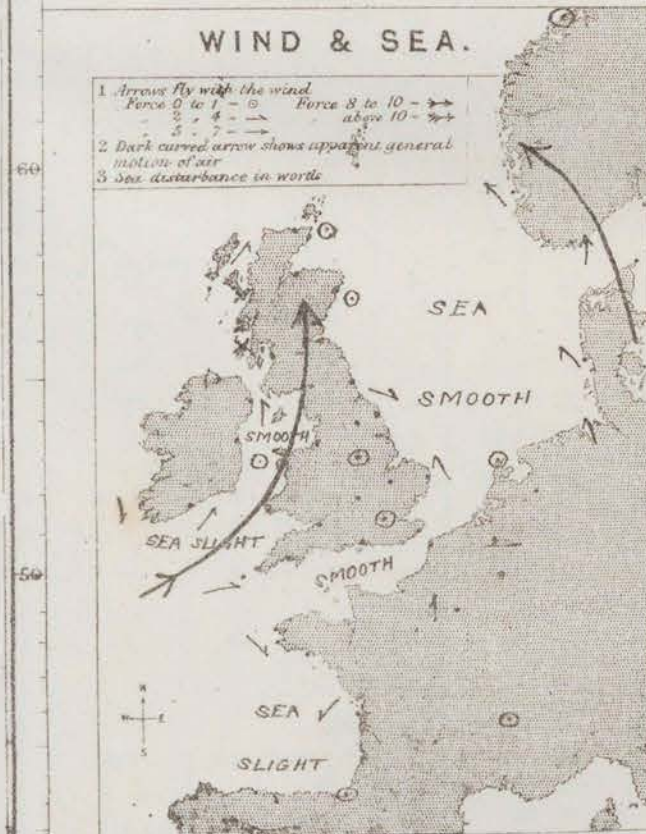 WIND & SEA.
1 Arrows fly with the wind
Force 0 to 1 - ⊙ Force 8 to 10 -
" 2 " 4 - above 10 -
" 5 " 7 -
2 Dark curved arrow shows apparent general
motion of air
3 Sea disturbance in words
60
SEA
SMOOTH
SMOOTH
SEA SLIGHT
SMOOTH
50
N
W E
S
SEA
SLIGHT